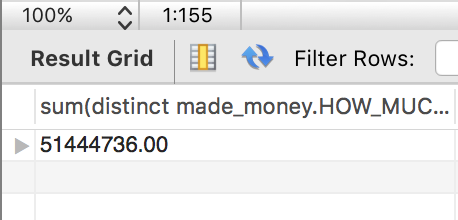 100% 1:155
Result Grid Filter Rows:
sum(distinct made_money.HOW_MUC...
51444736.00